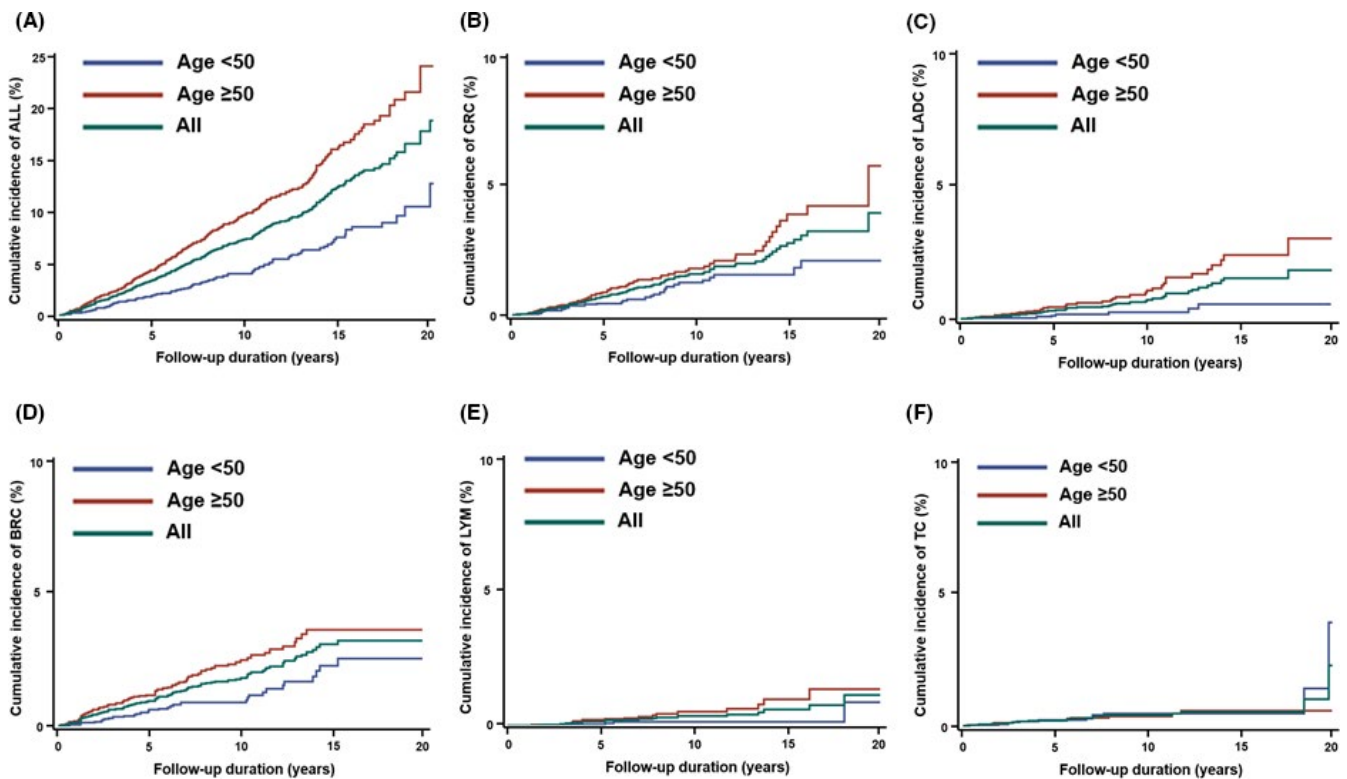 (A)
Age <50
Age ≥50
All
Cumulative incidence of ALL (%)
25
20
15
10
5
0
0 5 10 15 20
Follow-up duration (years)
(B)
Age <50
Age ≥50
All
Cumulative incidence of CRC (%)
10
5
0
0 5 10 15 20
Follow-up duration (years)
(C)
Age <50
Age ≥50
All
Cumulative incidence of LADC (%)
10
5
0
0 5 10 15 20
Follow-up duration (years)
(D)
Age <50
Age ≥50
All
Cumulative incidence of BRC (%)
10
5
0
0 5 10 15 20
Follow-up duration (years)
(E)
Age <50
Age ≥50
All
Cumulative incidence of LYM (%)
10
5
0
0 5 10 15 20
Follow-up duration (years)
(F)
Age <50
Age ≥50
All
Cumulative incidence of TC (%)
10
5
0
0 5 10 15 20
Follow-up duration (years)